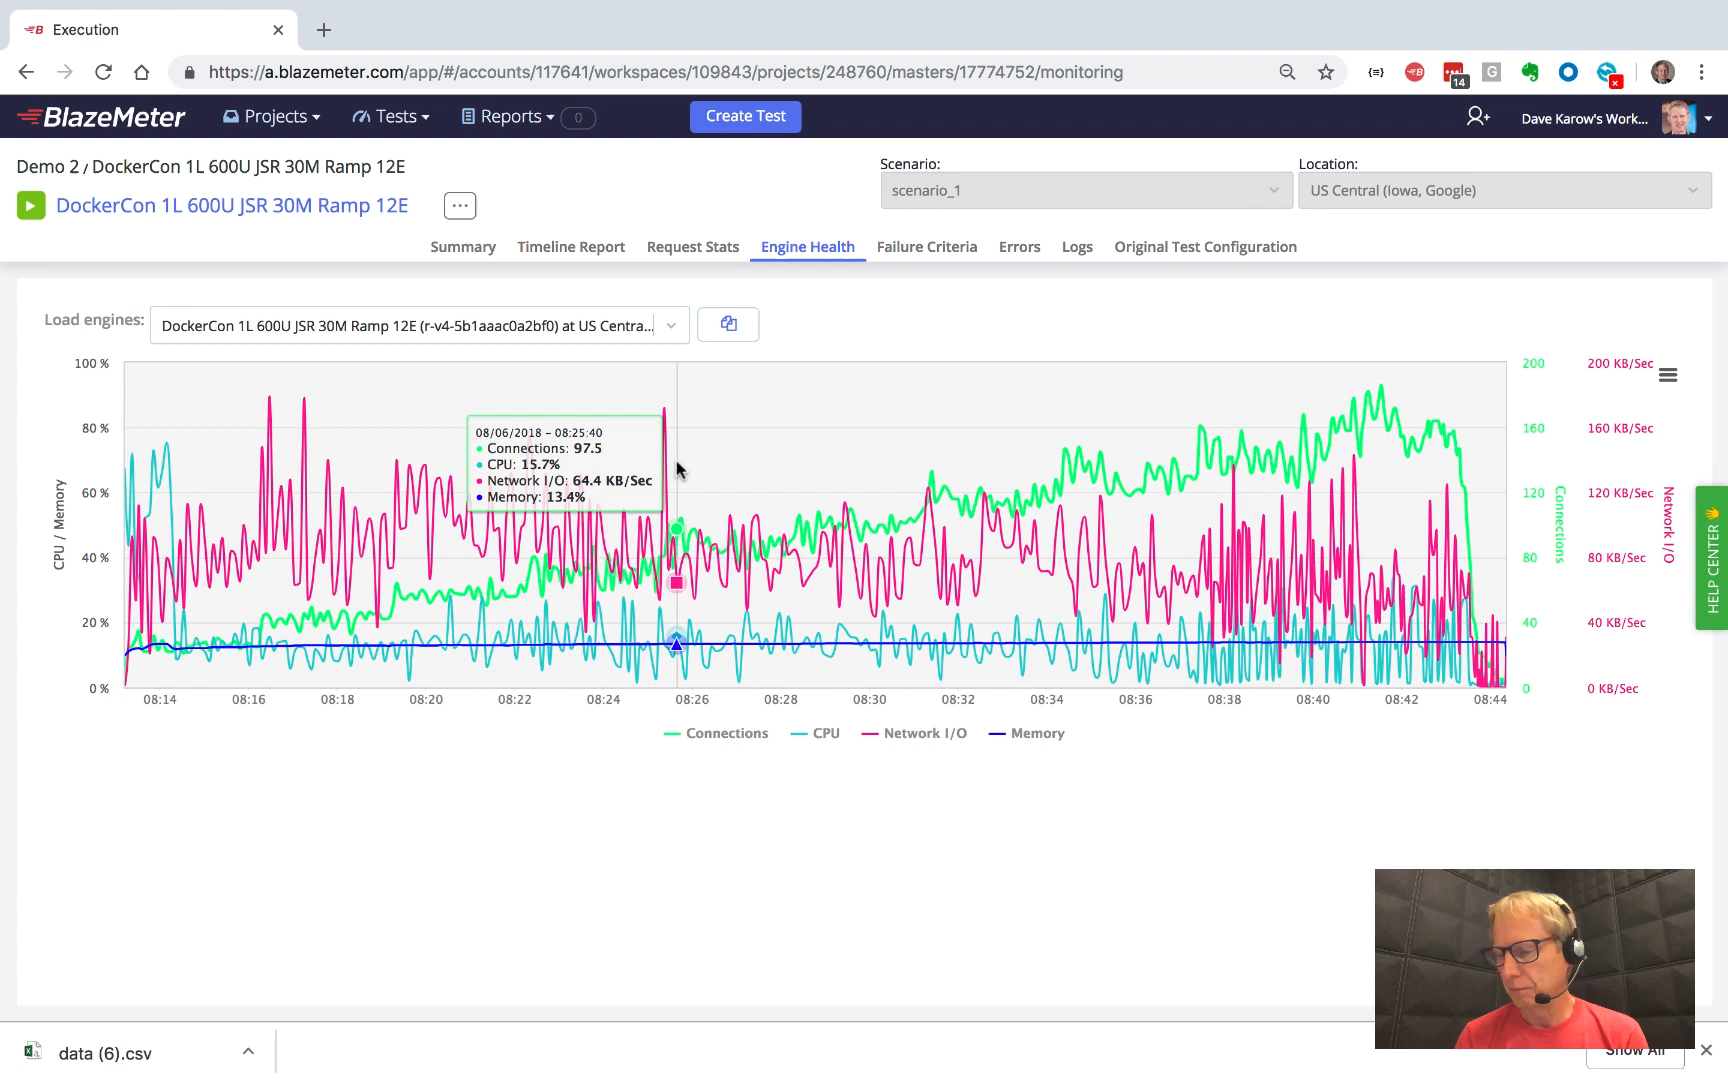 Execution
https://a.blazemeter.com/app/#/accounts/117641/workspaces/109843/projects/248760/masters/17774752/monitoring
14
G
BlazeMeter
Projects
Tests
Reports
0
Create Test
Dave Karow's Work...
Demo 2 / DockerCon 1L 600U JSR 30M Ramp 12E
DockerCon 1L 600U JSR 30M Ramp 12E
Scenario:
scenario_1
Location:
US Central (Iowa, Google)
Summary
Timeline Report
Request Stats
Engine Health
Failure Criteria
Errors
Logs
Original Test Configuration
Load engines:
DockerCon 1L 600U JSR 30M Ramp 12E (r-v4-5b1aaac0a2bf0) at US Centra...
100 %
80 %
60 %
40 %
20 %
0 %
CPU / Memory
08/06/2018 – 08:25:40
Connections: 97.5
CPU: 15.7%
Network I/O: 64.4 KB/Sec
Memory: 13.4%
200
160
120
80
40
0
Connections
200 KB/Sec
160 KB/Sec
120 KB/Sec
80 KB/Sec
40 KB/Sec
0 KB/Sec
Network I/O
HELP CENTER
08:14
08:16
08:18
08:20
08:22
08:24
08:26
08:28
08:30
08:32
08:34
08:36
08:38
08:40
08:42
08:44
Connections
CPU
Network I/O
Memory
data (6).csv
Show All